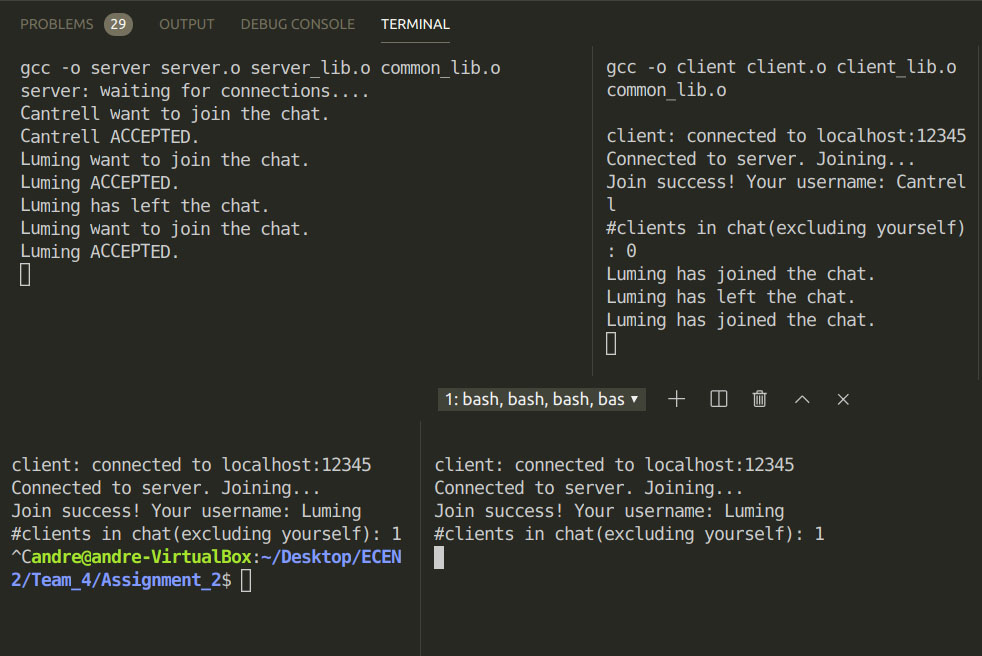 PROBLEMS 29 OUTPUT DEBUG CONSOLE TERMINAL
gcc -o server server.o server_lib.o common_lib.o
server: waiting for connections....
Cantrell want to join the chat.
Cantrell ACCEPTED.
Luming want to join the chat.
Luming ACCEPTED.
Luming has left the chat.
Luming want to join the chat.
Luming ACCEPTED.
gcc -o client client.o client_lib.o
common_lib.o
client: connected to localhost:12345
Connected to server. Joining...
Join success! Your username: Cantrel
l
#clients in chat(excluding yourself)
: 0
Luming has joined the chat.
Luming has left the chat.
Luming has joined the chat.
1: bash, bash, bash, bas
client: connected to localhost:12345
Connected to server. Joining...
Join success! Your username: Luming
#clients in chat(excluding yourself): 1
^Candre@andre-VirtualBox:~/Desktop/ECEN
2/Team_4/Assignment_2$
client: connected to localhost:12345
Connected to server. Joining...
Join success! Your username: Luming
#clients in chat(excluding yourself): 1